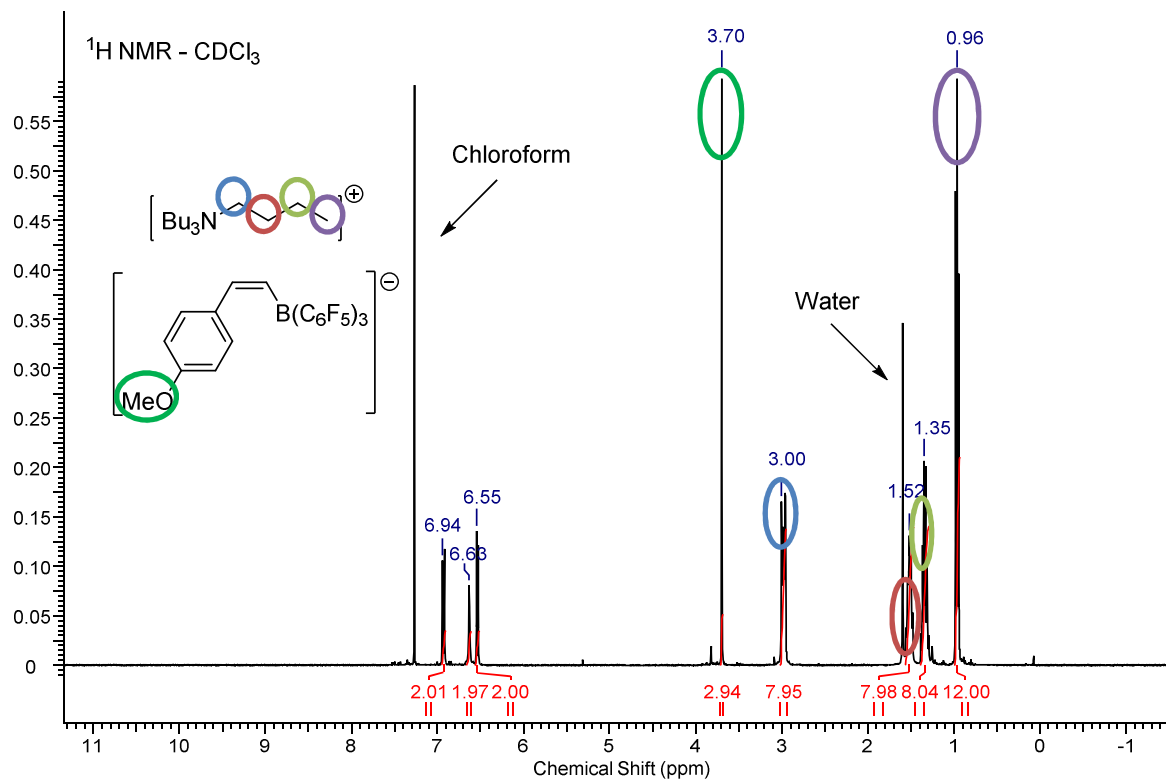 ¹H NMR - CDCl₃
3.70
0.96
Chloroform
Bu₃N
⊕
⊖
B(C₆F₅)₃
MeO
Water
0.55
0.50
0.45
0.40
0.35
0.30
0.25
0.20
0.15
0.10
0.05
0
6.94
6.63
6.55
3.00
1.52
1.35
2.01 1.97 2.00 2.94 7.95 7.98 8.04 12.00
11 10 9 8 7 6 5 4 3 2 1 0 -1
Chemical Shift (ppm)